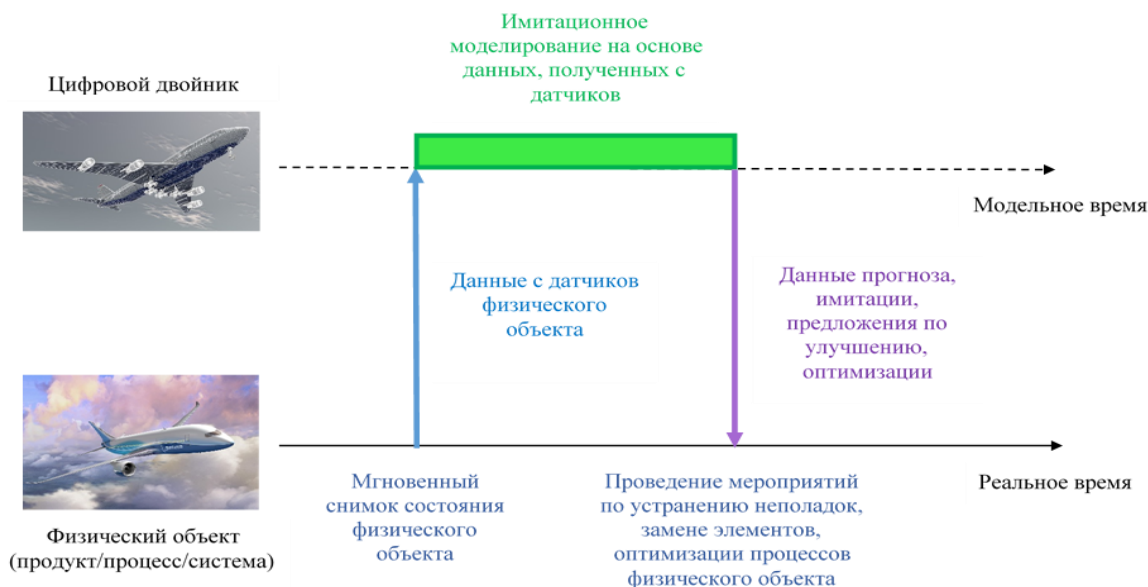 Имитационное
моделирование на основе
данных, полученных с
датчиков
Цифровой двойник
Модельное время
Данные с датчиков
физического
объекта
Данные прогноза,
имитации,
предложения по
улучшению,
оптимизации
Мгновенный
снимок состояния
физического
объекта
Проведение мероприятий
по устранению неполадок,
замене элементов,
оптимизации процессов
физического объекта
Реальное время
Физический объект
(продукт/процесс/система)